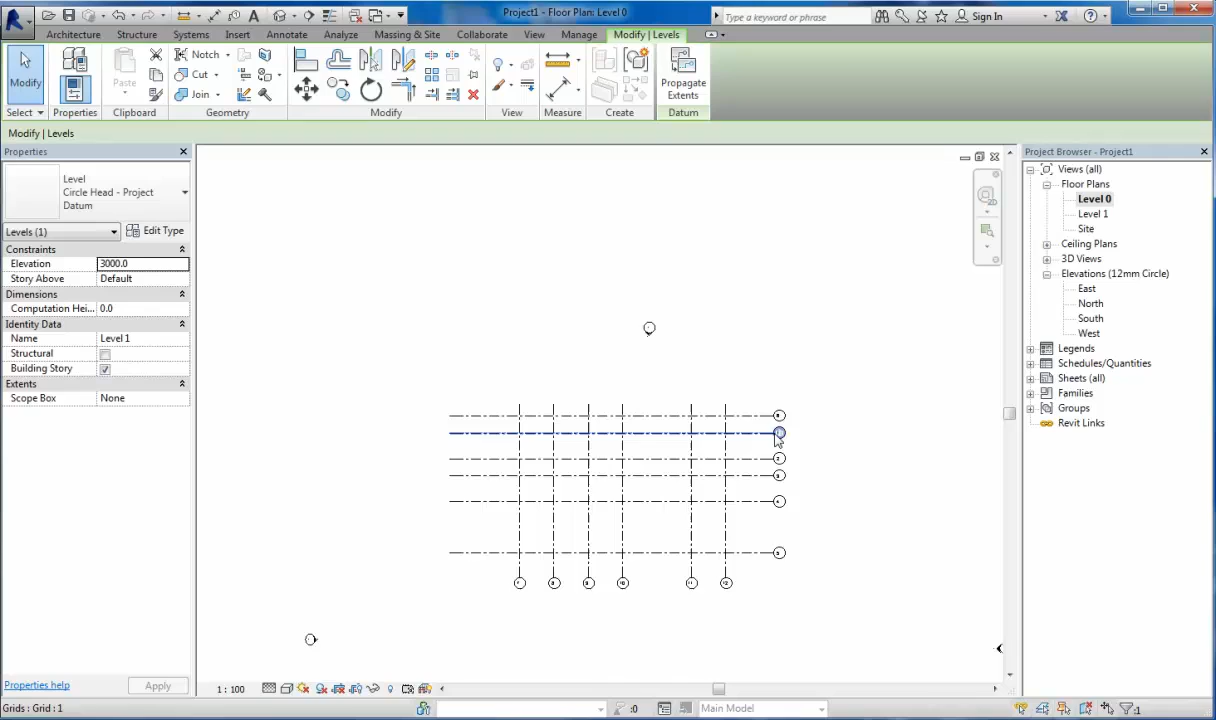 Project1 - Floor Plan: Level 0
Type a keyword or phrase
Sign In
Architecture Structure Systems Insert Annotate Analyze Massing & Site Collaborate View Manage Modify | Levels
Modify
Paste
Notch
Cut
Join
Propagate
Extents
Select Properties Clipboard Geometry Modify View Measure Create Datum
Modify | Levels
Properties
Level
Circle Head - Project
Datum
Levels (1)
Edit Type
Constraints
Elevation 3000.0
Story Above Default
Dimensions
Computation Hei... 0.0
Identity Data
Name Level 1
Structural
Building Story
Extents
Scope Box None
Properties help
Apply
2D
Project Browser - Project1
Views (all)
Floor Plans
Level 0
Level 1
Site
Ceiling Plans
3D Views
Elevations (12mm Circle)
East
North
South
West
Legends
Schedules/Quantities
Sheets (all)
Families
Groups
Revit Links
1 : 100
Grids : Grid : 1
:0
Main Model
:1